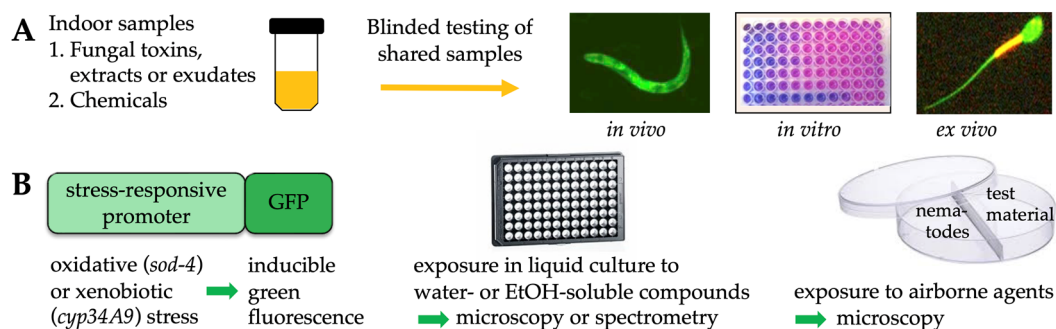 A
Indoor samples
1. Fungal toxins,
extracts or exudates
2. Chemicals
Blinded testing of
shared samples
in vivo
in vitro
ex vivo
B
stress-responsive
promoter
GFP
oxidative (sod-4)
or xenobiotic
(cyp34A9) stress
inducible
green
fluorescence
exposure in liquid culture to
water- or EtOH-soluble compounds
microscopy or spectrometry
nema-
todes
test
material
exposure to airborne agents
microscopy